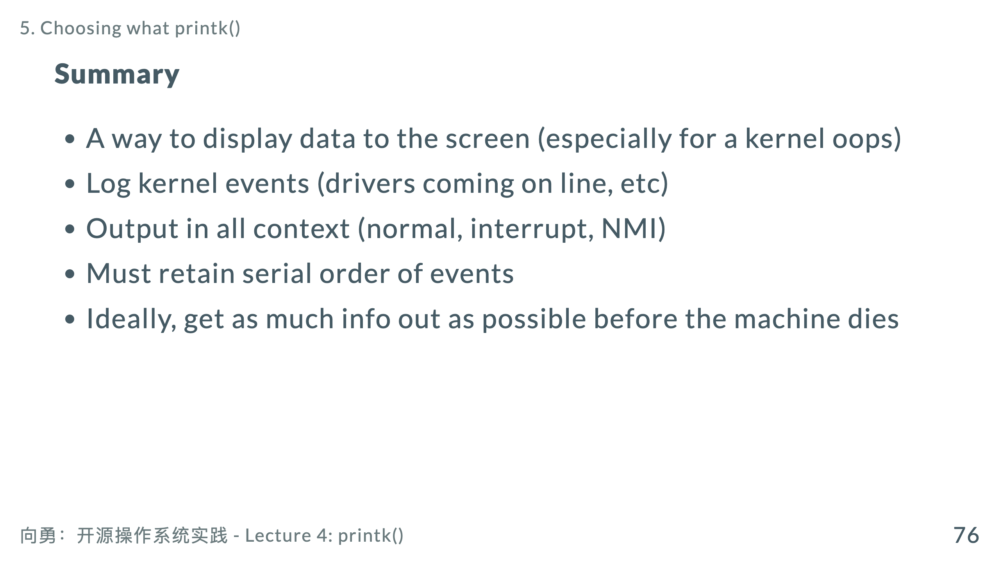 5. Choosing what printk()
Summary
• A way to display data to the screen (especially for a kernel oops)
• Log kernel events (drivers coming on line, etc)
• Output in all context (normal, interrupt, NMI)
• Must retain serial order of events
• Ideally, get as much info out as possible before the machine dies
向勇：开源操作系统实践 - Lecture 4: printk()
76